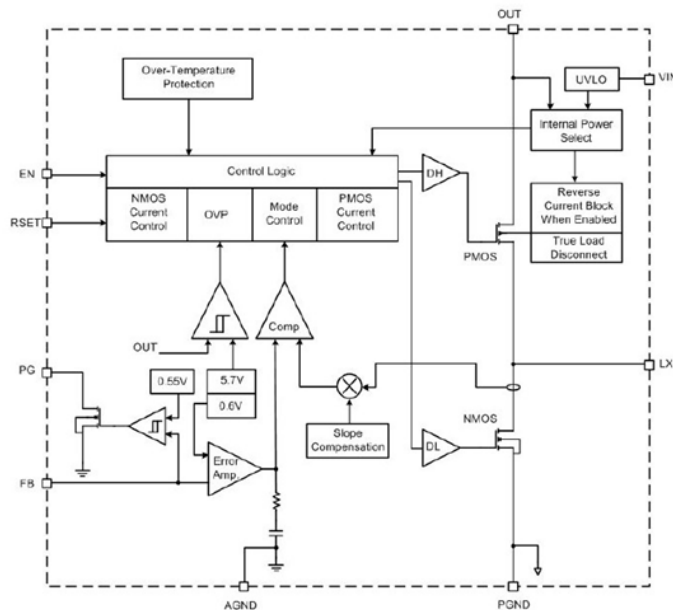 OUT
Over-Temperature
Protection
UVLO
VIN
Internal Power
Select
EN
Control Logic
DH
RSET
NMOS
Current
Control
OVP
Mode
Control
PMOS
Current
Control
Reverse
Current Block
When Enabled
True Load
Disconnect
PMOS
OUT
Comp
PG
0.55V
5.7V
0.6V
LX
Slope
Compensation
NMOS
DL
Error
Amp.
FB
AGND
PGND